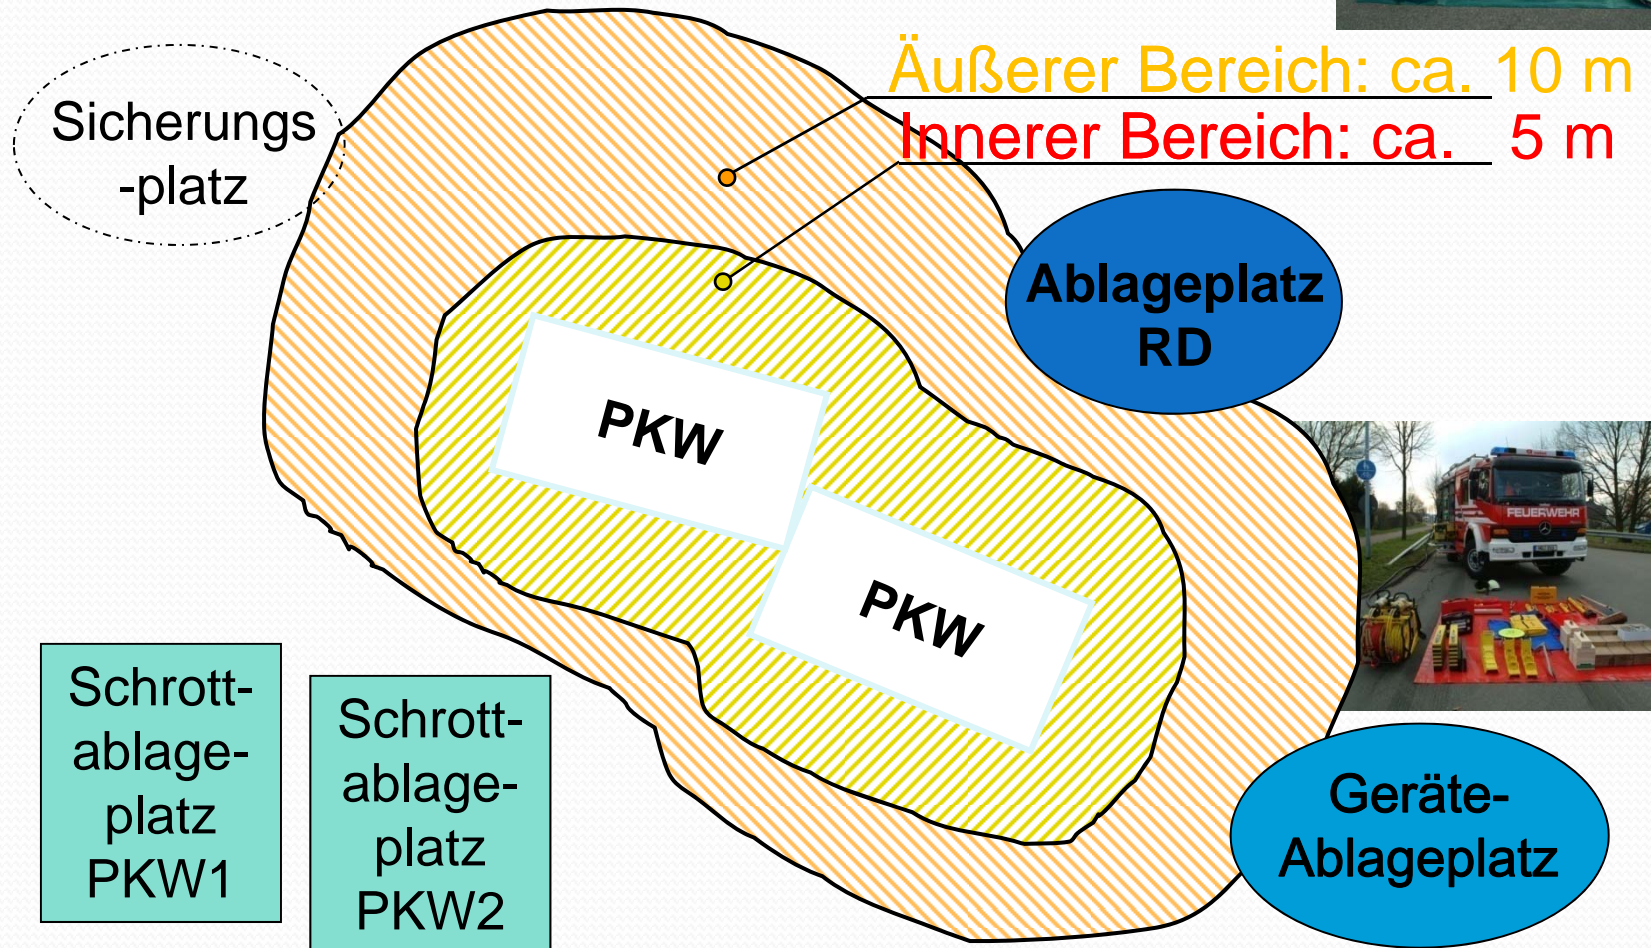 Äußerer Bereich: ca. 10 m
Innerer Bereich: ca. 5 m
Sicherungs
-platz
Ablageplatz
RD
PKW
PKW
FEUERWEHR
Schrott-
ablage-
platz
PKW1
Schrott-
ablage-
platz
PKW2
Geräte-
Ablageplatz